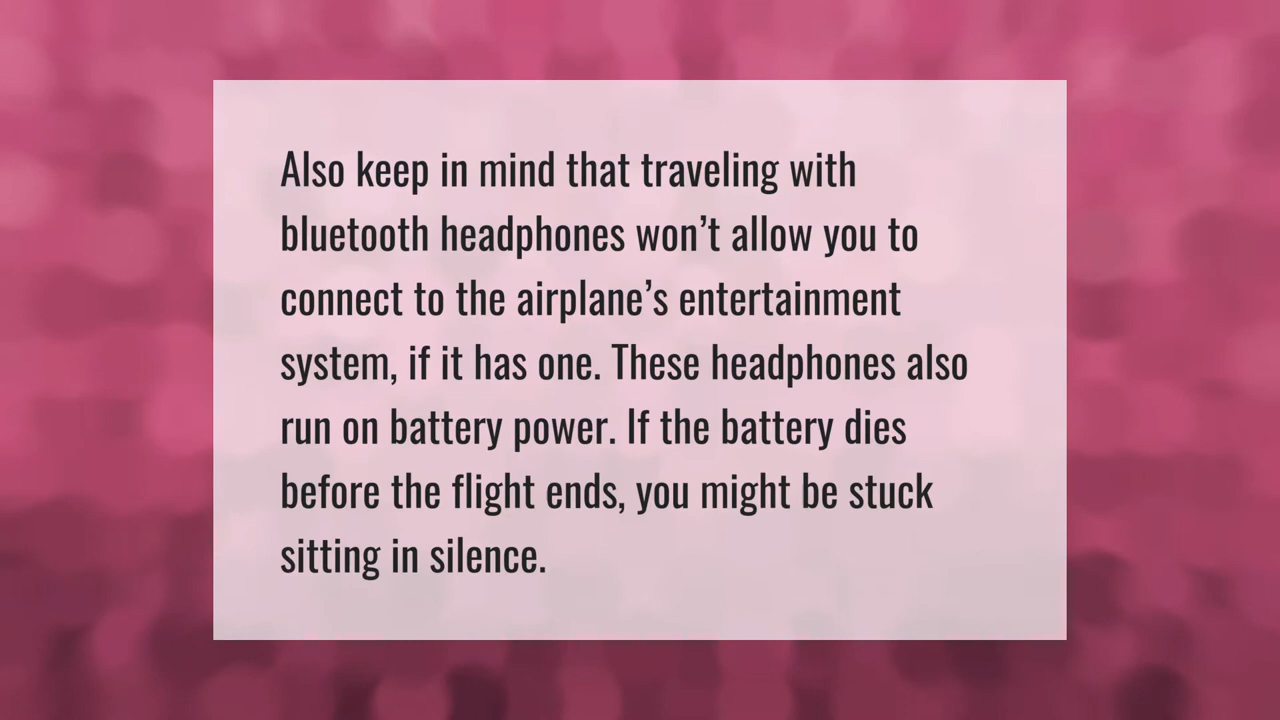 Also keep in mind that traveling with
bluetooth headphones won’t allow you to
connect to the airplane’s entertainment
system, if it has one. These headphones also
run on battery power. If the battery dies
before the flight ends, you might be stuck
sitting in silence.